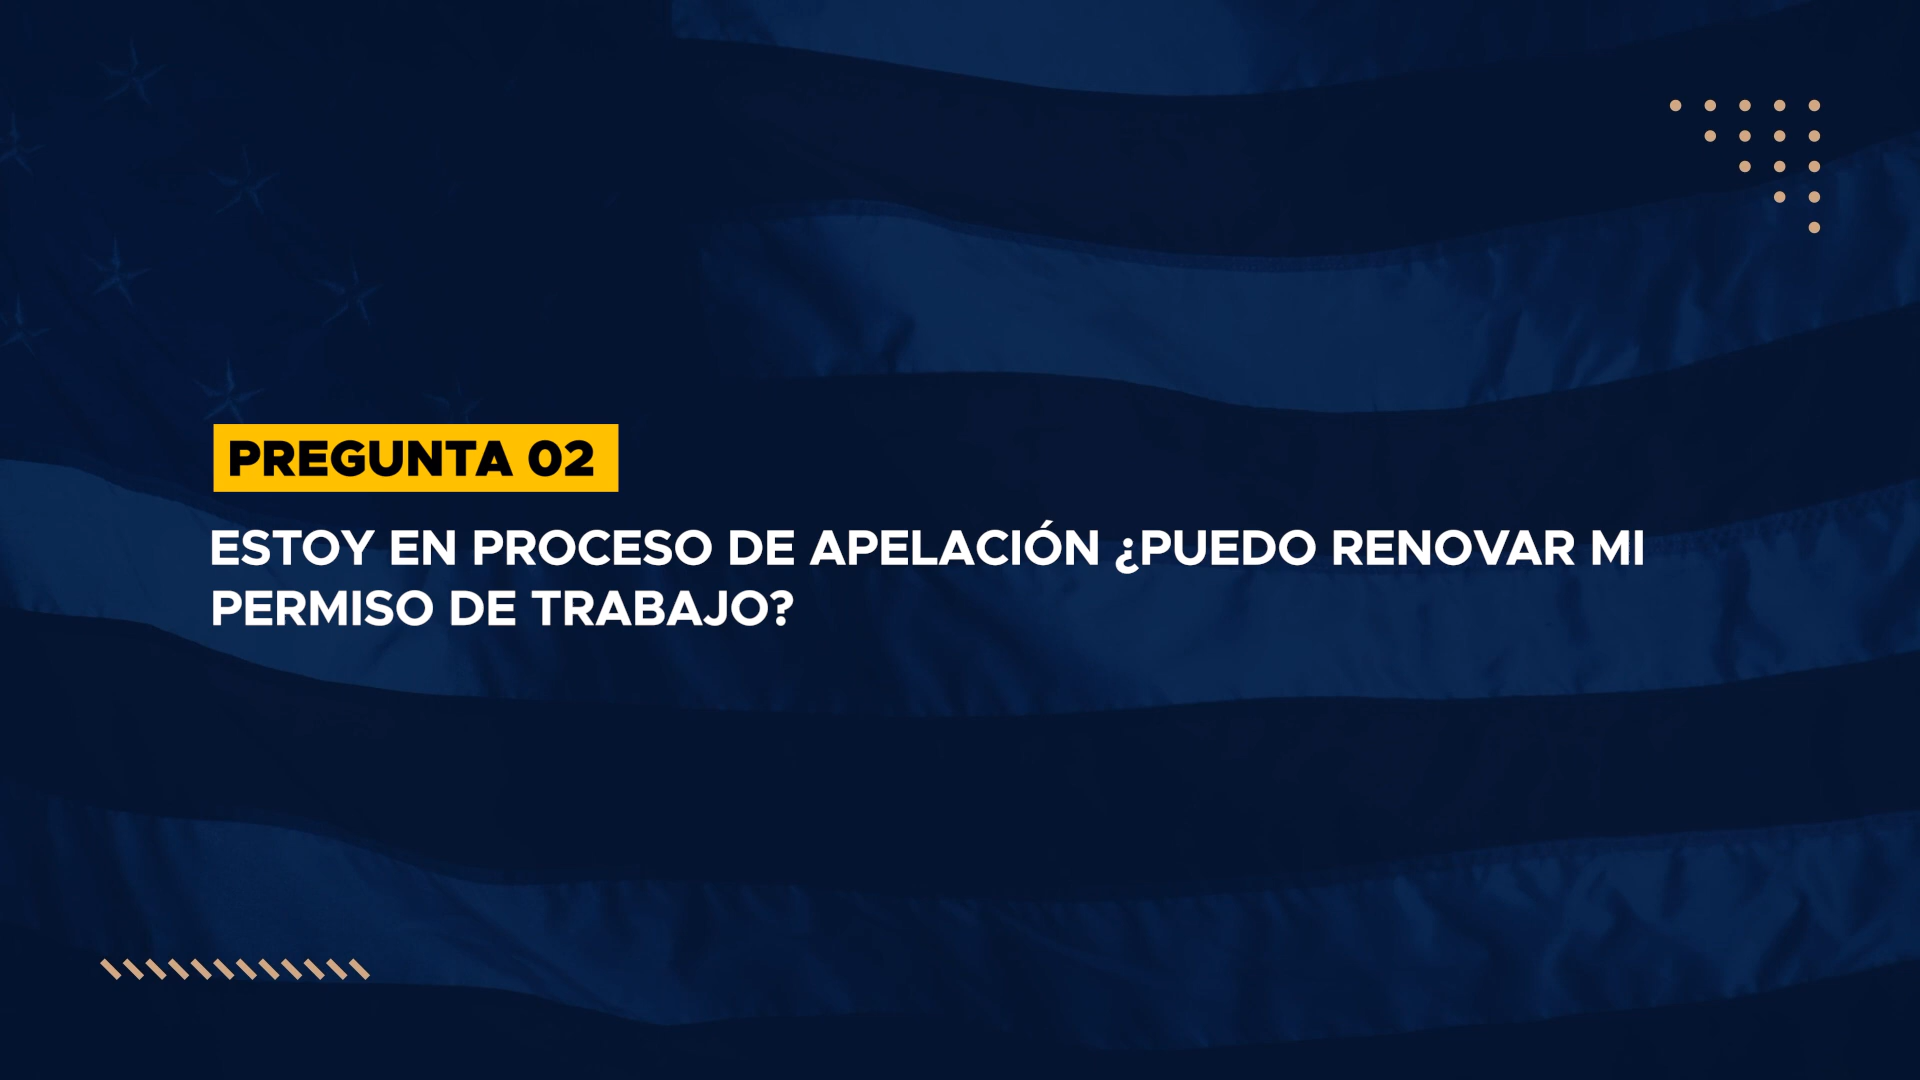 PREGUNTA 02
ESTOY EN PROCESO DE APELACIÓN ¿PUEDO RENOVAR MI
PERMISO DE TRABAJO?